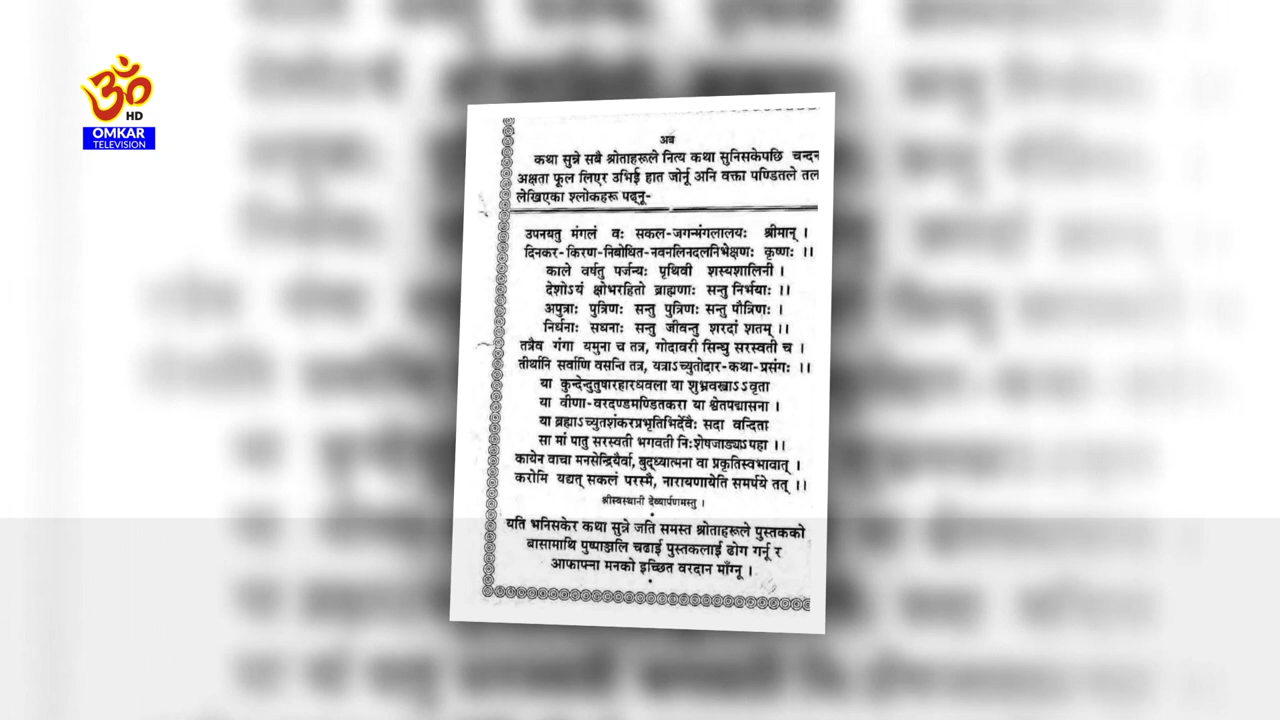 ॐ
HD
OMKAR
TELEVISION
अब
कथा सुन्ने सबै श्रोताहरूले नित्य कथा सुनिसकेपछि चन्दन
अक्षता फूल लिएर उभिई हात जोर्नू अनि वक्ता पण्डितले तल
लेखिएका श्लोकहरू पढ्नू-
उपनयतु मंगलं वः सकल-जगन्मंगलालयः श्रीमान् ।
दिनकर-किरण-निबोधित-नवनलिनदलनिभेक्षणः कृष्णः ।।
काले वर्षतु पर्जन्यः पृथिवी शस्यशालिनी ।
देशोऽयं क्षोभरहितो ब्राह्मणाः सन्तु निर्भयाः ।।
अपुत्राः पुत्रिणः सन्तु पुत्रिणः सन्तु पौत्रिणः ।
निर्धनाः सधनाः सन्तु जीवन्तु शरदां शतम् ।।
तत्रैव गंगा यमुना च तत्र, गोदावरी सिन्धु सरस्वती च ।
तीर्थानि सर्वाणि वसन्ति तत्र, यत्राऽच्युतोदार-कथा-प्रसंगः ।।
या कुन्देन्दुतुषारहारधवला या शुभ्रवस्त्राऽऽवृता
या वीणा-वरदण्डमण्डितकरा या श्वेतपद्मासना ।
या ब्रह्माऽच्युतशंकरप्रभृतिभिर्देवैः सदा वन्दिता
सा मां पातु सरस्वती भगवती निःशेषजाड्याऽपहा ।।
कायेन वाचा मनसेन्द्रियैर्वा, बुद्ध्यात्मना वा प्रकृतिस्वभावात् ।
करोमि यद्यत् सकलं परस्मै, नारायणायेति समर्पये तत् ।।
श्रीस्वस्थानी देव्यार्पणमस्तु ।
यति भनिसकेर कथा सुन्ने जति समस्त श्रोताहरूले पुस्तकको
बासामाथि पुष्पाञ्जलि चढाई पुस्तकलाई ढोग गर्नू र
आफाफ्ना मनको इच्छित वरदान माँग्नू ।